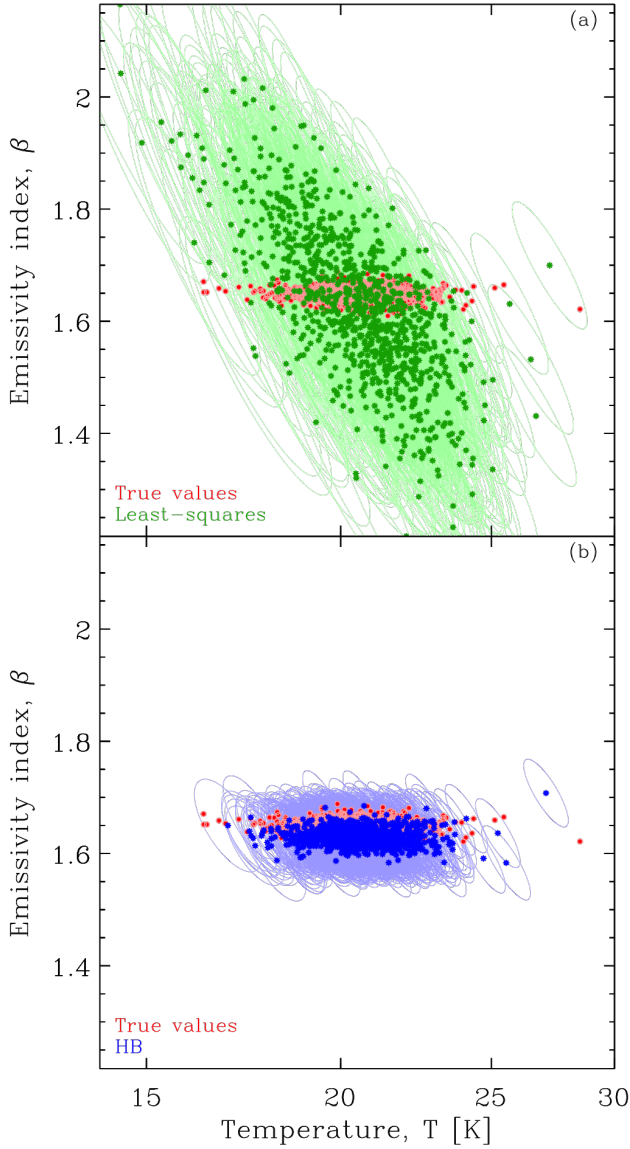 (a)
2
1.8
1.6
1.4
Emissivity index, β
True values
Least-squares
(b)
2
1.8
1.6
1.4
Emissivity index, β
True values
HB
15 20 25 30
Temperature, T [K]